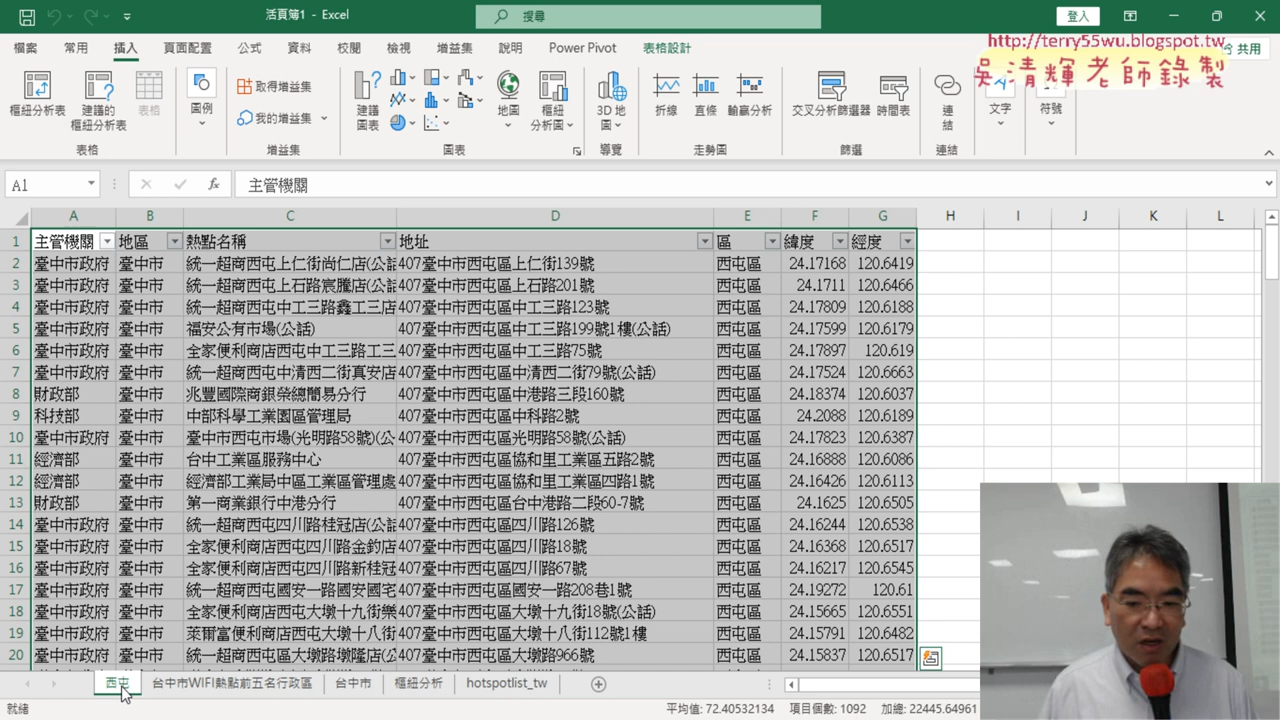 活頁簿1 - Excel
搜尋
登入
檔案 常用 插入 頁面配置 公式 資料 校閱 檢視 增益集 說明 Power Pivot 表格設計
共用
http://terry55wu.blogspot.tw
吳清輝老師錄製
樞紐分析表 建議的樞紐分析表 表格 圖例 取得增益集 我的增益集 建議圖表 地圖 樞紐分析圖 3D 地圖 折線 直條 輸贏分析 交叉分析篩選器 時間表 連結 文字 符號
表格 增益集 圖表 導覽 走勢圖 篩選 連結
A1 fx 主管機關
A B C D E F G H I J K L
1 主管機關 地區 熱點名稱 地址 區 緯度 經度
2 臺中市政府 臺中市 統一超商西屯上仁街尚仁店(公話 407臺中市西屯區上仁街139號 西屯區 24.17168 120.6419
3 臺中市政府 臺中市 統一超商西屯上石路宸騰店(公話 407臺中市西屯區上石路201號 西屯區 24.1711 120.6466
4 臺中市政府 臺中市 統一超商西屯中工三路鑫工三店 407臺中市西屯區中工三路123號 西屯區 24.17809 120.6188
5 臺中市政府 臺中市 福安公有市場(公話) 407臺中市西屯區中工三路199號1樓(公話) 西屯區 24.17599 120.6179
6 臺中市政府 臺中市 全家便利商店西屯中工三路工三 407臺中市西屯區中工三路75號 西屯區 24.17897 120.619
7 臺中市政府 臺中市 統一超商西屯中清西二街真安店 407臺中市西屯區中清西二街79號(公話) 西屯區 24.17524 120.6663
8 財政部 臺中市 兆豐國際商銀榮總簡易分行 407臺中市西屯區中港路三段160號 西屯區 24.18374 120.6037
9 科技部 臺中市 中部科學工業園區管理局 407臺中市西屯區中科路2號 西屯區 24.2088 120.6189
10 臺中市政府 臺中市 臺中市西屯市場(光明路58號)(公 407臺中市西屯區光明路58號(公話) 西屯區 24.17823 120.6387
11 經濟部 臺中市 台中工業區服務中心 407臺中市西屯區協和里工業區五路2號 西屯區 24.16888 120.6086
12 經濟部 臺中市 經濟部工業局中區工業區管理處 407臺中市西屯區協和里工業區四路1號 西屯區 24.16426 120.6113
13 財政部 臺中市 第一商業銀行中港分行 407臺中市西屯區台中港路二段60-7號 西屯區 24.1625 120.6505
14 臺中市政府 臺中市 統一超商西屯四川路桂冠店(公話 407臺中市西屯區四川路126號 西屯區 24.16244 120.6538
15 臺中市政府 臺中市 全家便利商店西屯四川路金鈞店 407臺中市西屯區四川路18號 西屯區 24.16368 120.6517
16 臺中市政府 臺中市 全家便利商店西屯四川路新桂冠 407臺中市西屯區四川路67號 西屯區 24.16217 120.6545
17 臺中市政府 臺中市 統一超商西屯國安一路國安國宅 407臺中市西屯區國安一路208巷1號 西屯區 24.19272 120.61
18 臺中市政府 臺中市 全家便利商店西屯大墩十九街樂 407臺中市西屯區大墩十九街18號(公話) 西屯區 24.15665 120.6551
19 臺中市政府 臺中市 萊爾富便利商店西屯大墩十八街 407臺中市西屯區大墩十八街112號1樓 西屯區 24.15791 120.6482
20 臺中市政府 臺中市 統一超商西屯大墩路墩隆店(公 407臺中市西屯區大墩路966號 西屯區 24.15837 120.6517
西屯 台中市WIFI熱點前五名行政區 台中市 樞紐分析 hotspotlist_tw
就緒 平均值: 72.40532134 項目個數: 1092 加總: 22445.64961